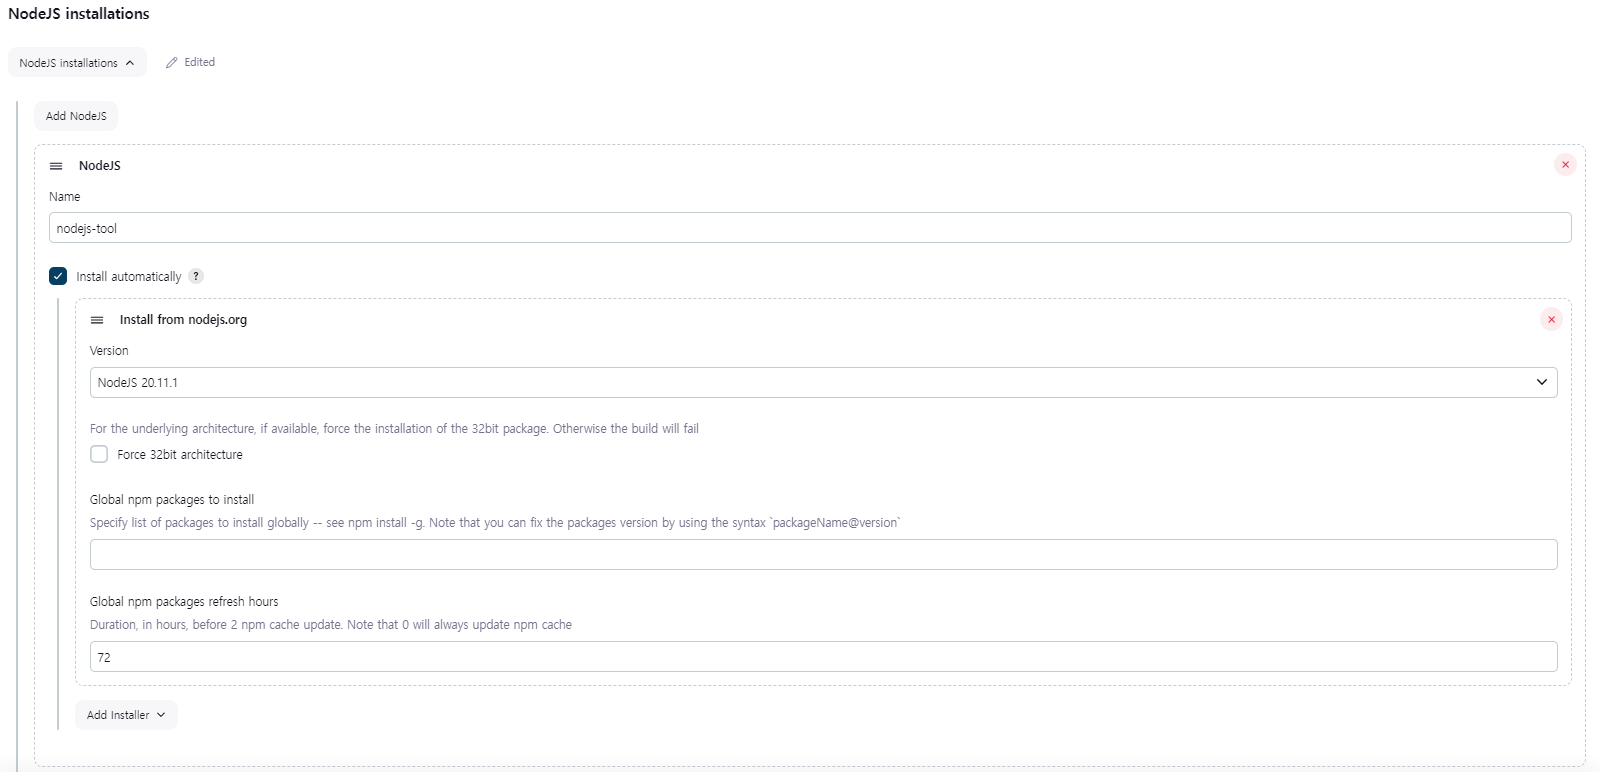 NodeJS installations
NodeJS installations
Edited
Add NodeJS
NodeJS
Name
nodejs-tool
Install automatically ?
Install from nodejs.org
Version
NodeJS 20.11.1
For the underlying architecture, if available, force the installation of the 32bit package. Otherwise the build will fail
Force 32bit architecture
Global npm packages to install
Specify list of packages to install globally -- see npm install -g. Note that you can fix the packages version by using the syntax `packageName@version`
Global npm packages refresh hours
Duration, in hours, before 2 npm cache update. Note that 0 will always update npm cache
72
Add Installer